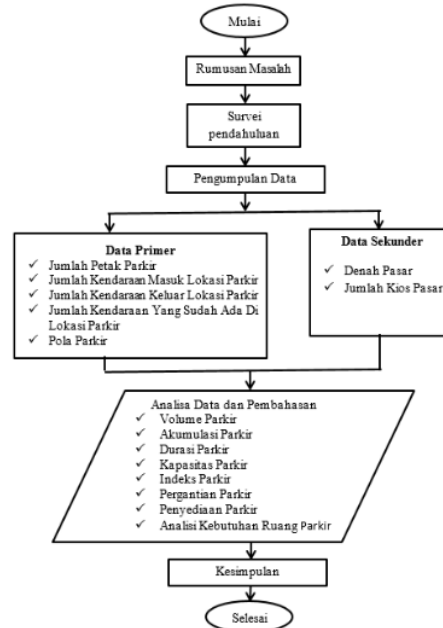 Mulai
Rumusan Masalah
Survei
pendahuluan
Pengumpulan Data
Data Primer
✓ Jumlah Petak Parkir
✓ Jumlah Kendaraan Masuk Lokasi Parkir
✓ Jumlah Kendaraan Keluar Lokasi Parkir
✓ Jumlah Kendaraan Yang Sudah Ada Di
Lokasi Parkir
✓ Pola Parkir
Data Sekunder
✓ Denah Pasar
✓ Jumlah Kios Pasar
Analisa Data dan Pembahasan
✓ Volume Parkir
✓ Akumulasi Parkir
✓ Durasi Parkir
✓ Kapasitas Parkir
✓ Indeks Parkir
✓ Pergantian Parkir
✓ Penyediaan Parkir
✓ Analisi Kebutuhan Ruang Parkir
Kesimpulan
Selesai